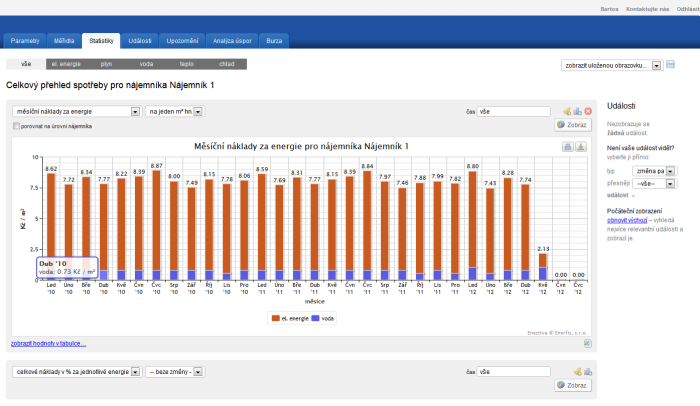 Bartos Kontaktujte nás Odhlásit
Parametry Měřidla Statistiky Události Upozornění Analýza úspor Burza
vše el. energie plyn voda teplo chlad
zobrazit uloženou obrazovku...
Celkový přehled spotřeby pro nájemníka Nájemník 1
měsíční náklady za energie na jeden m² hn čas vše
porovnat na úrovni nájemníka Zobraz
Měsíční náklady za energie pro nájemníka Nájemník 1
10
7.5
5
2.5
Kč / m²
8.62 7.72 8.34 7.77 8.22 8.39 8.87 8.00 7.49 8.15 7.78 8.06 8.59 7.69 8.31 7.77 8.15 8.39 8.84 7.97 7.46 7.88 7.99 7.82 8.80 7.43 8.28 7.74 2.13 0.00 0.00
Dub '10
voda: 0.73 Kč / m²
Led Úno Bře Dub Kvě Čvn Čvc Srp Zář Říj Lis Pro Led Úno Bře Dub Kvě Čvn Čvc Srp Zář Říj Lis Pro Led Úno Bře Dub Kvě Čvn Čvc
'10 '10 '10 '10 '10 '10 '10 '10 '10 '10 '10 '10 '11 '11 '11 '11 '11 '11 '11 '11 '11 '11 '11 '11 '12 '12 '12 '12 '12 '12 '12
měsíce
el. energie voda
Enectiva © Enerfis, s.r.o.
zobrazit hodnoty v tabulce...
celkové náklady v % za jednotlivé energie -- beze změny - čas vše
Zobraz
Události
Nezobrazuje se
žádná událost.
Není vaše událost vidět?
vyberte ji přímo:
typ změna pa
přesněji --vše--
událost -
Počáteční zobrazení
obnovit výchozí – vyhledá
nejvíce relevantní události a
zobrazí je.